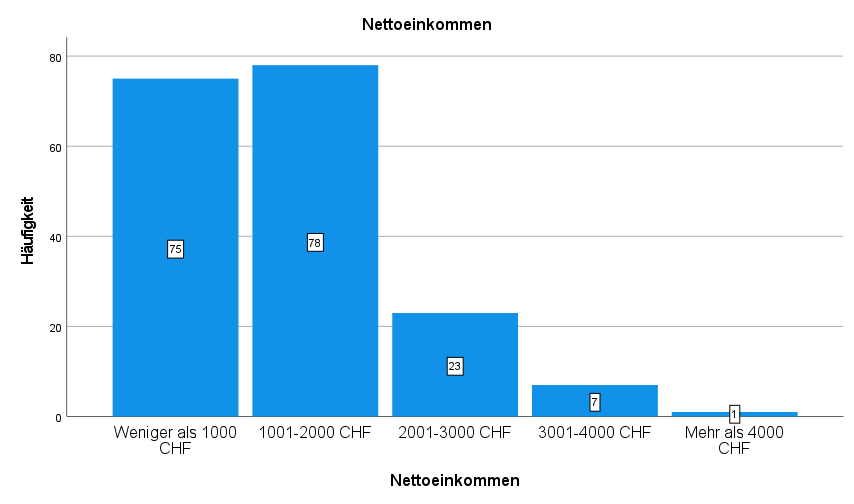 Nettoeinkommen
Häufigkeit
80
60
40
20
0
75
78
23
7
1
Weniger als 1000
CHF
1001-2000 CHF
2001-3000 CHF
3001-4000 CHF
Mehr als 4000
CHF
Nettoeinkommen